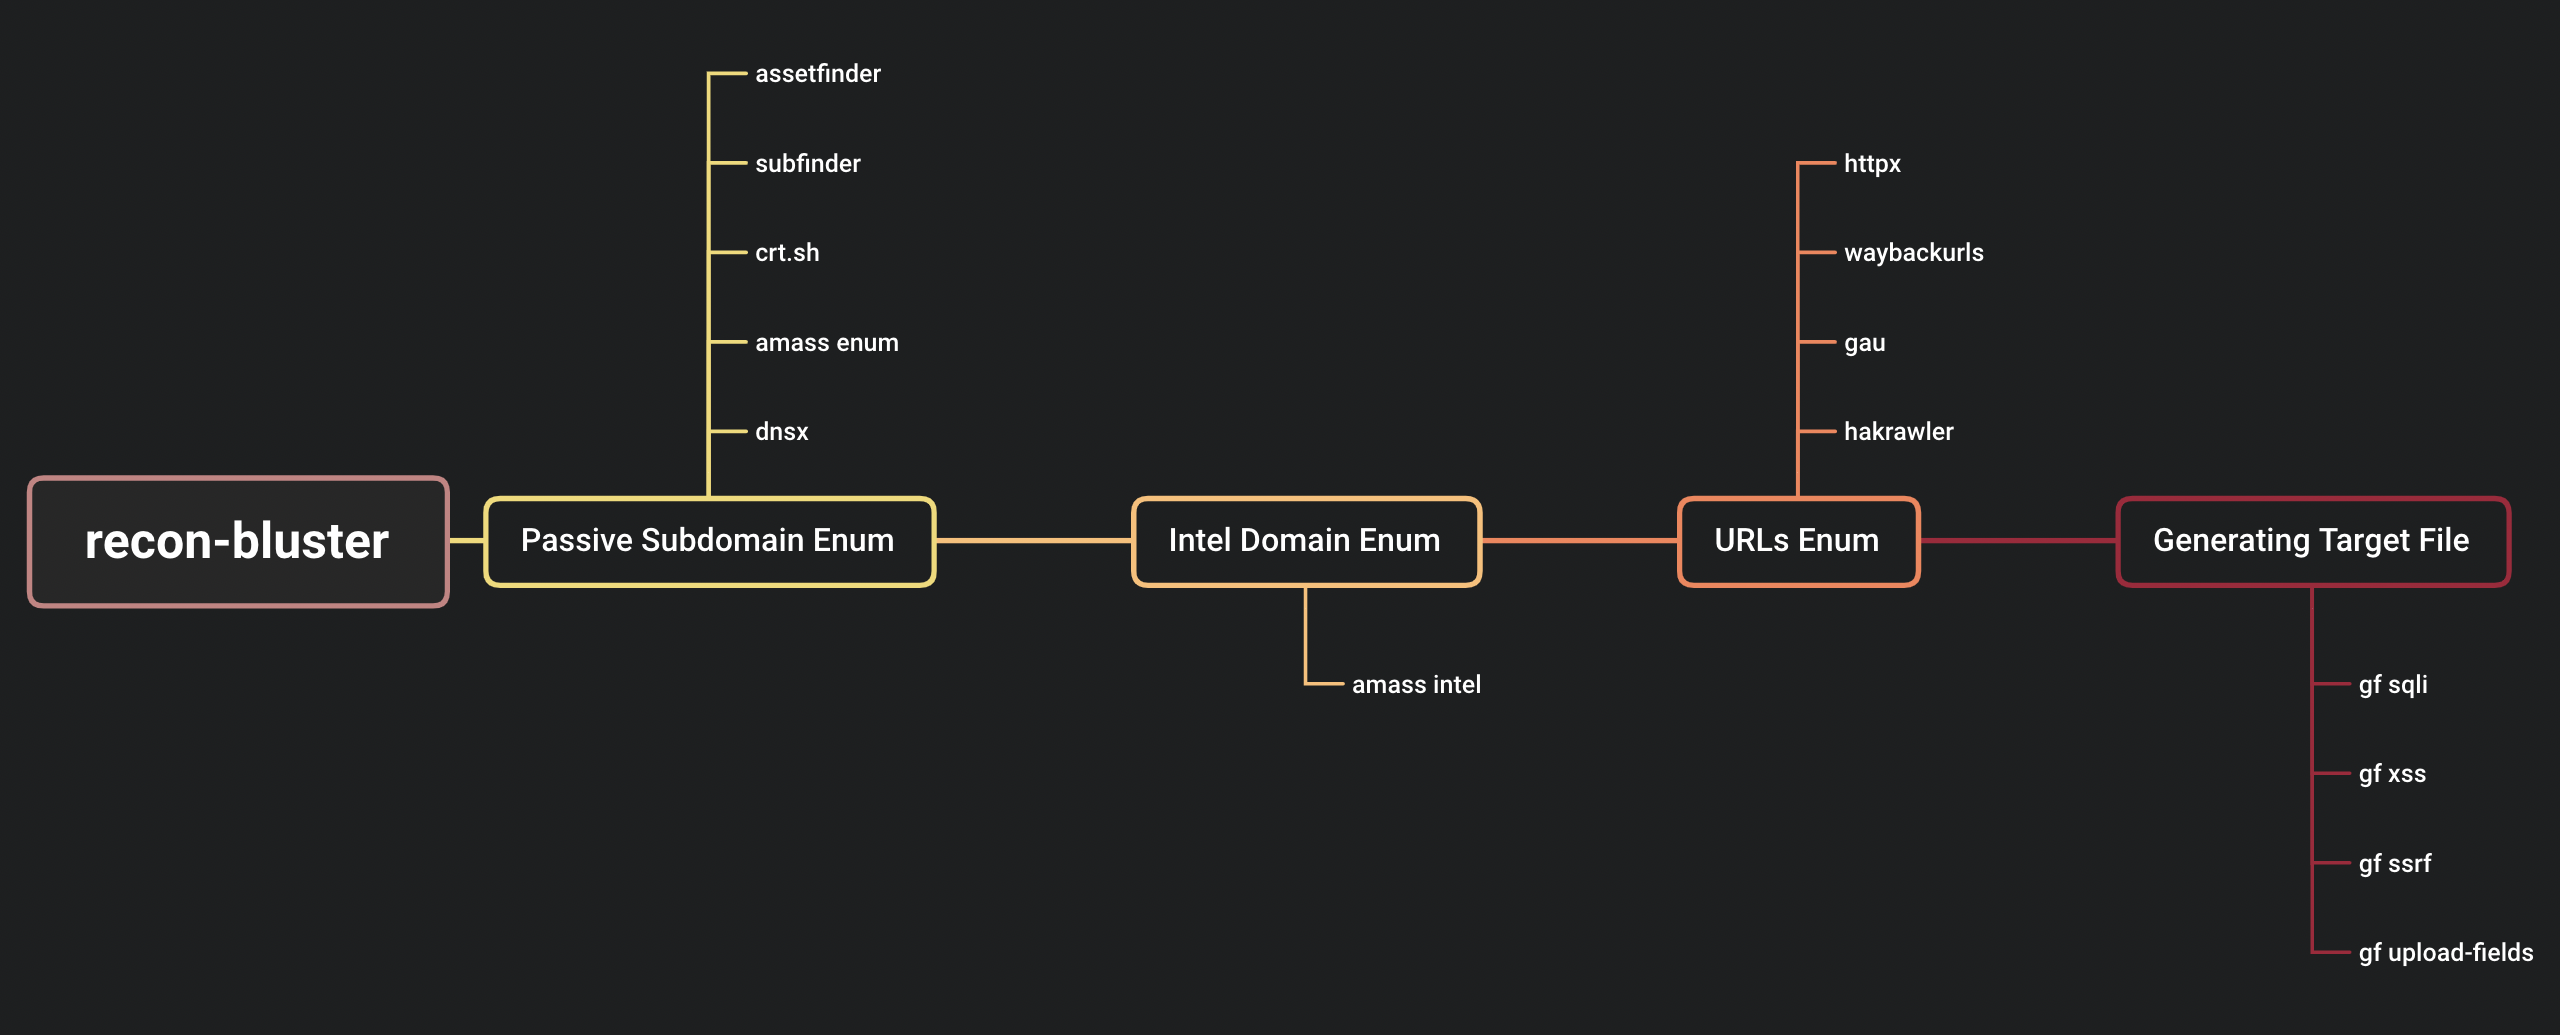 recon-bluster
Passive Subdomain Enum
assetfinder
subfinder
crt.sh
amass enum
dnsx
Intel Domain Enum
amass intel
URLs Enum
httpx
waybackurls
gau
hakrawler
Generating Target File
gf sqli
gf xss
gf ssrf
gf upload-fields